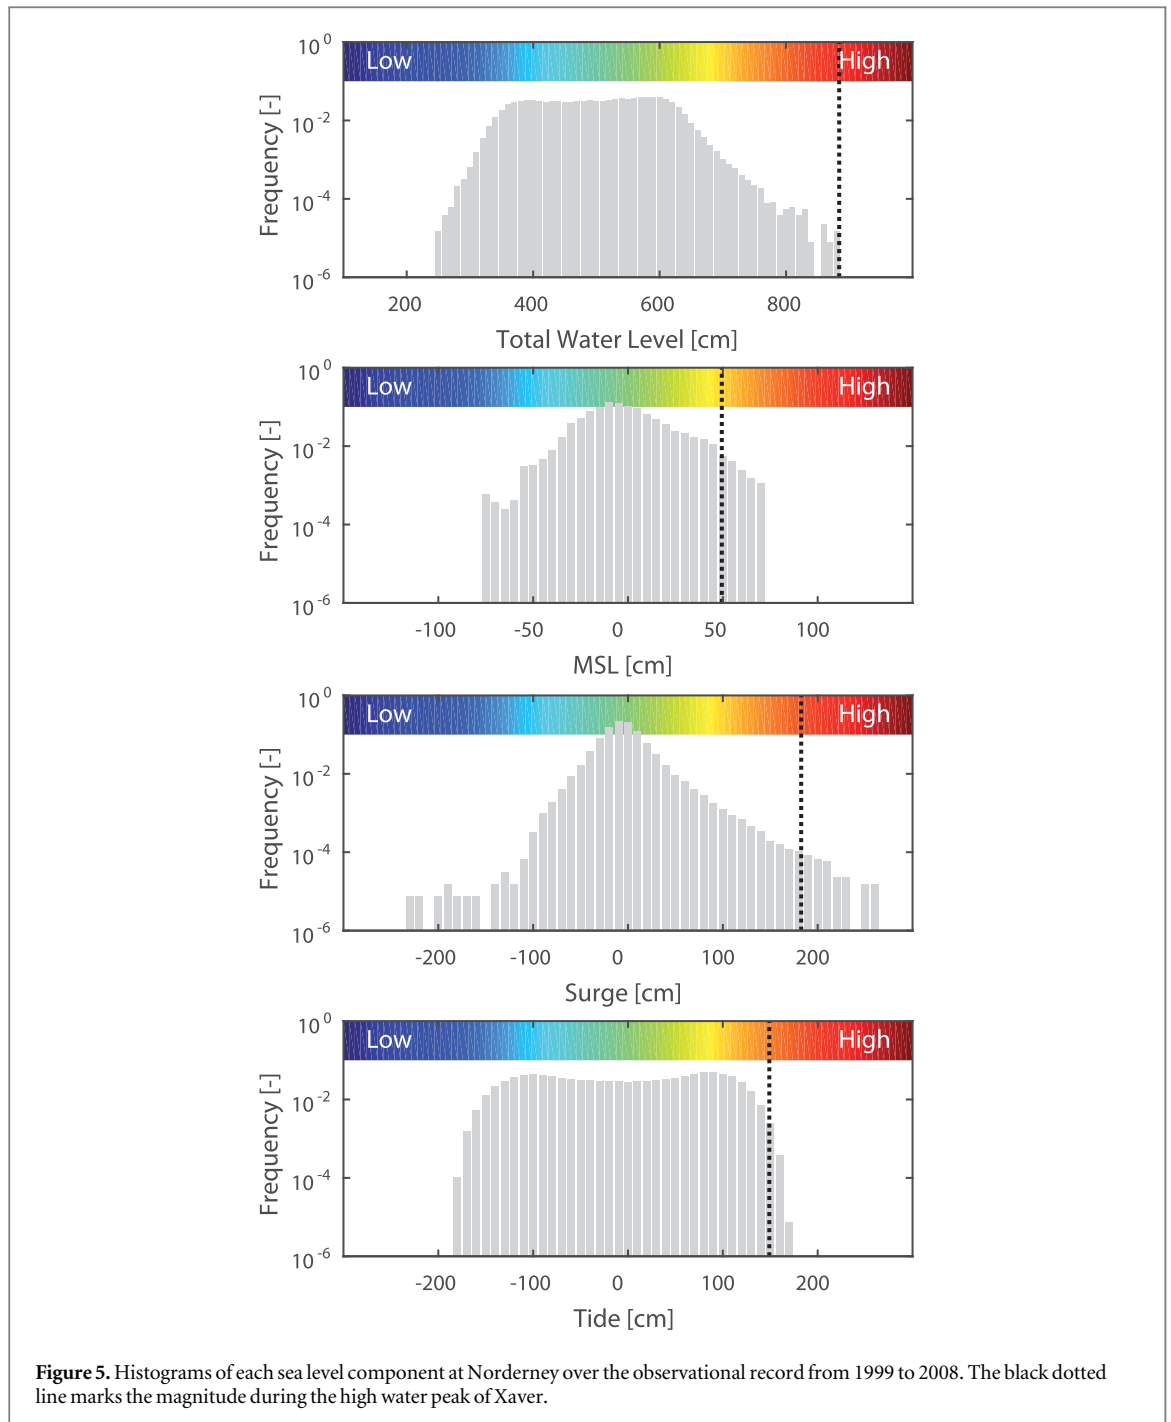 10^0
Low
High
10^-2
10^-4
10^-6
Frequency [-]
200 400 600 800
Total Water Level [cm]
10^0
Low
High
10^-2
10^-4
10^-6
Frequency [-]
-100 -50 0 50 100
MSL [cm]
10^0
Low
High
10^-2
10^-4
10^-6
Frequency [-]
-200 -100 0 100 200
Surge [cm]
10^0
Low
High
10^-2
10^-4
10^-6
Frequency [-]
-200 -100 0 100 200
Tide [cm]
Figure 5. Histograms of each sea level component at Norderney over the observational record from 1999 to 2008. The black dotted
line marks the magnitude during the high water peak of Xaver.